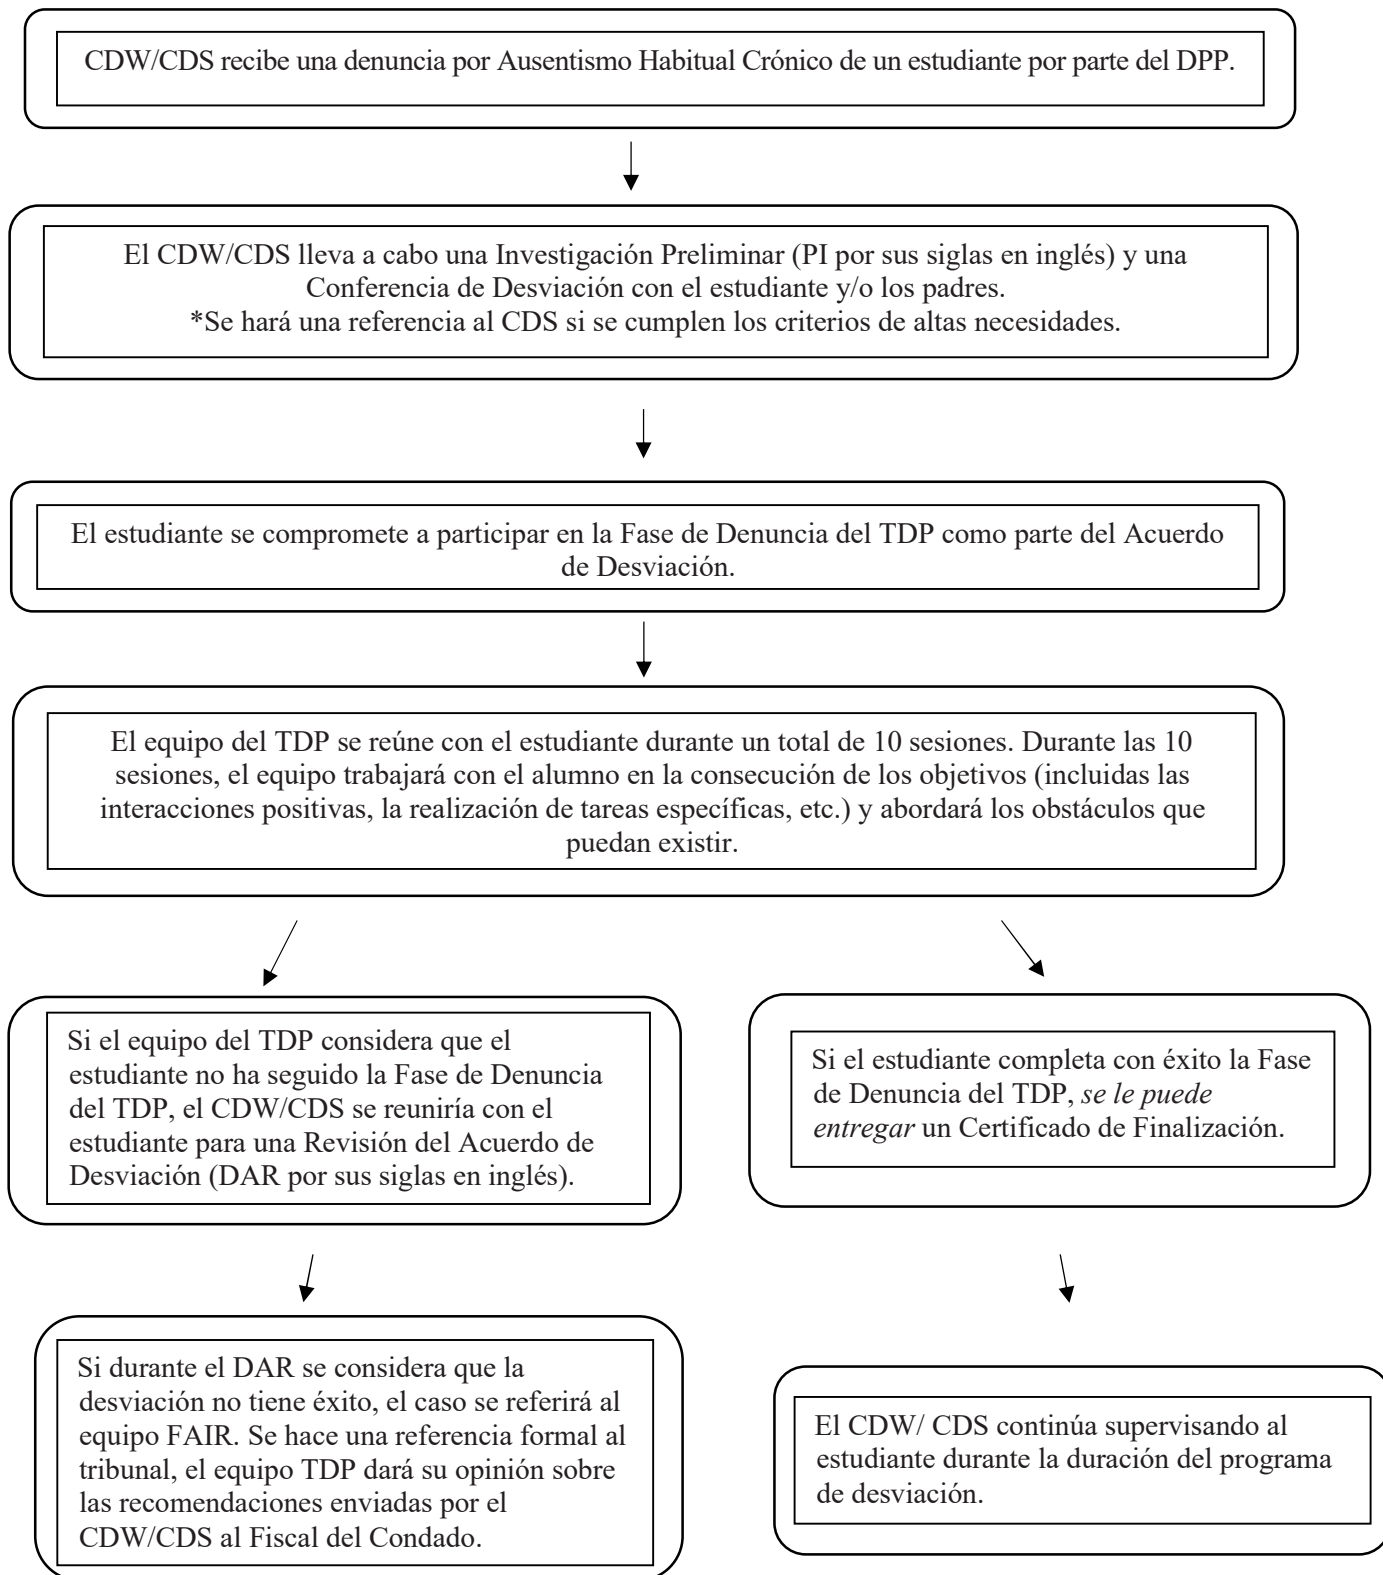 CDW/CDS recibe una denuncia por Ausentismo Habitual Crónico de un estudiante por parte del DPP.
El CDW/CDS lleva a cabo una Investigación Preliminar (PI por sus siglas en inglés) y una
Conferencia de Desviación con el estudiante y/o los padres.
*Se hará una referencia al CDS si se cumplen los criterios de altas necesidades.
El estudiante se compromete a participar en la Fase de Denuncia del TDP como parte del Acuerdo
de Desviación.
El equipo del TDP se reúne con el estudiante durante un total de 10 sesiones. Durante las 10
sesiones, el equipo trabajará con el alumno en la consecución de los objetivos (incluidas las
interacciones positivas, la realización de tareas específicas, etc.) y abordará los obstáculos que
puedan existir.
Si el equipo del TDP considera que el
estudiante no ha seguido la Fase de Denuncia
del TDP, el CDW/CDS se reuniría con el
estudiante para una Revisión del Acuerdo de
Desviación (DAR por sus siglas en inglés).
Si el estudiante completa con éxito la Fase
de Denuncia del TDP, se le puede
entregar un Certificado de Finalización.
Si durante el DAR se considera que la
desviación no tiene éxito, el caso se referirá al
equipo FAIR. Se hace una referencia formal al
tribunal, el equipo TDP dará su opinión sobre
las recomendaciones enviadas por el
CDW/CDS al Fiscal del Condado.
El CDW/ CDS continúa supervisando al
estudiante durante la duración del programa
de desviación.